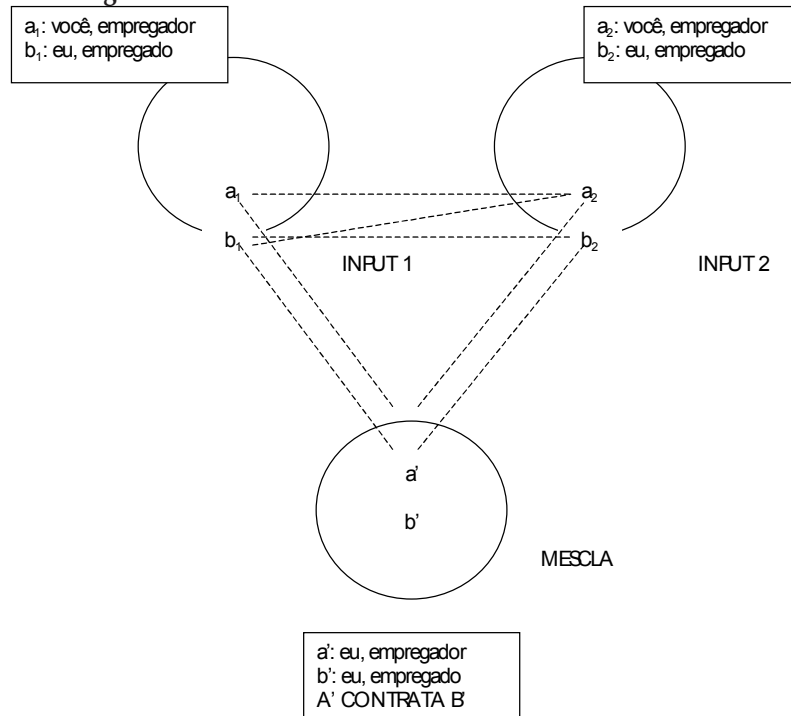 a₁: você, empregador
b₁: eu, empregado
a₂: você, empregador
b₂: eu, empregado
a₁
a₂
b₁
b₂
INPUT 1
INPUT 2
a'
b'
MESCLA
a': eu, empregador
b': eu, empregado
A' CONTRATA B'